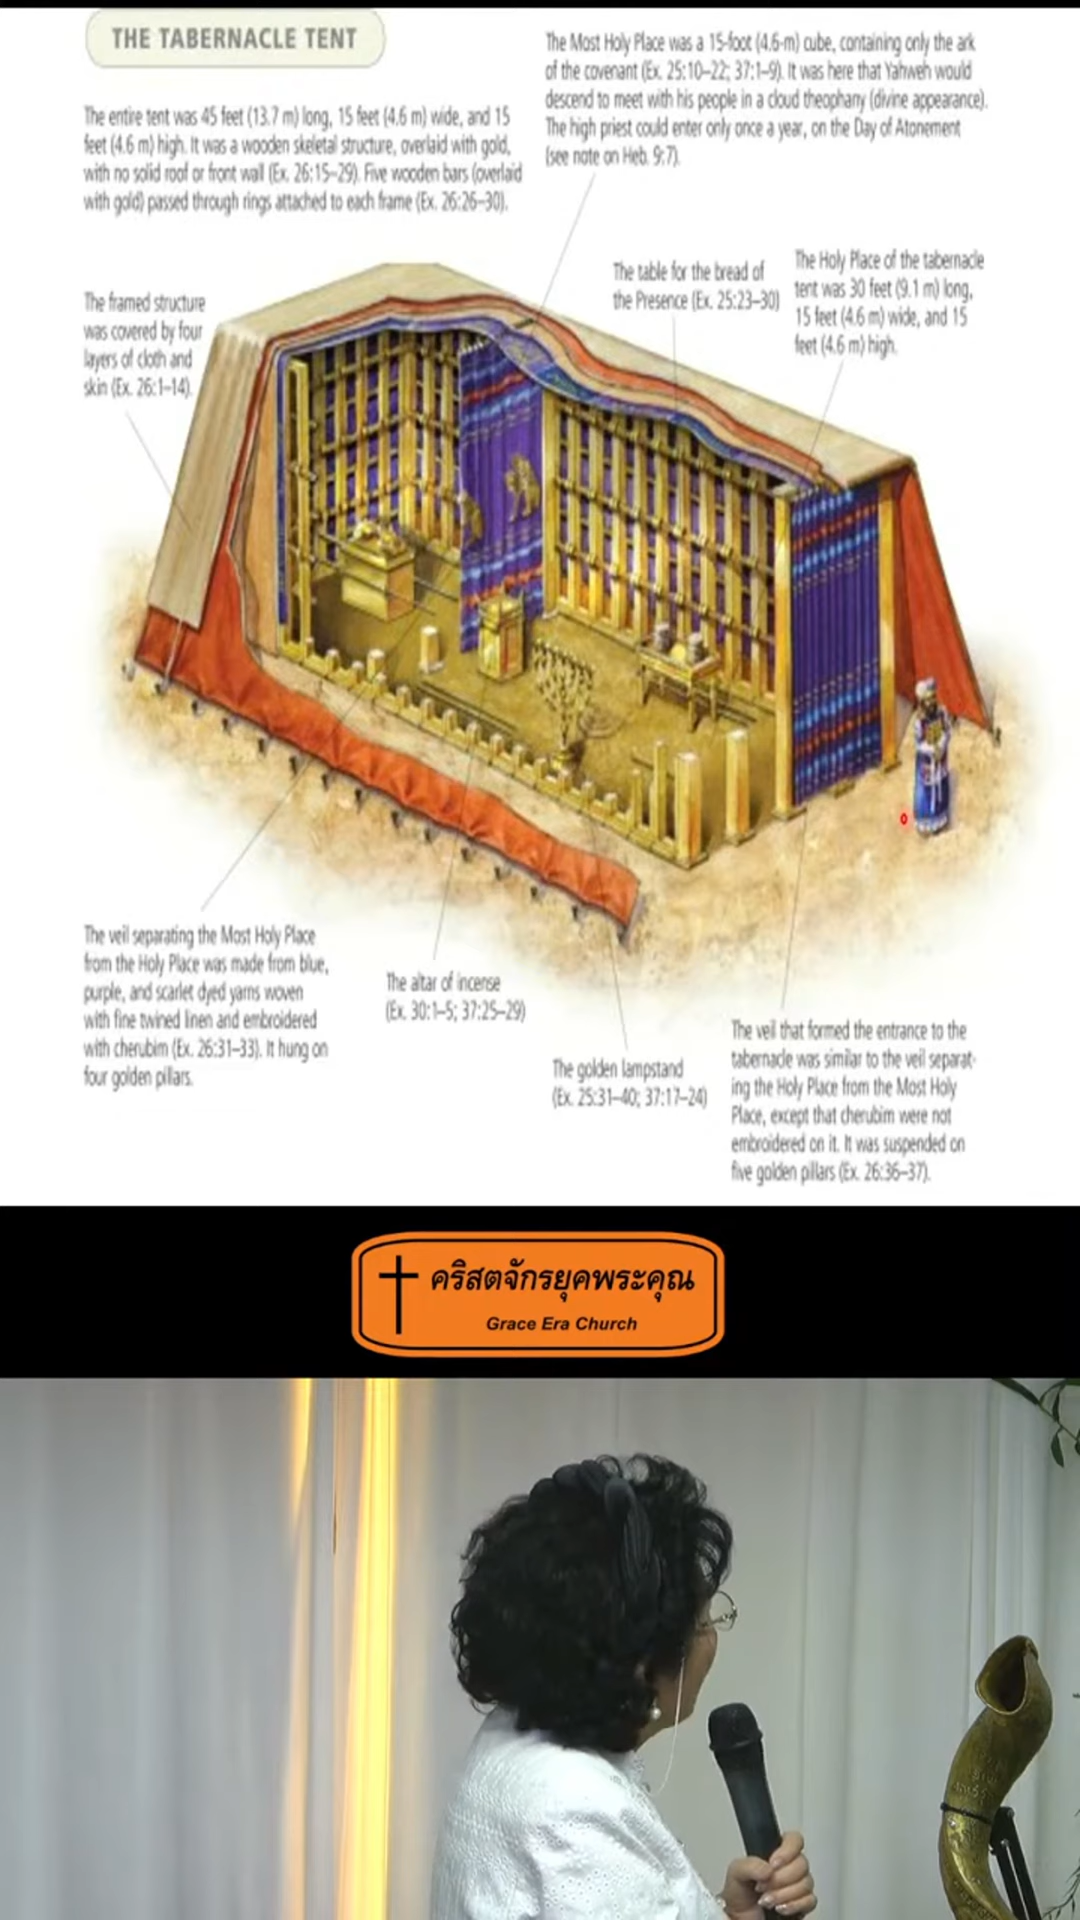 THE TABERNACLE TENT
The entire tent was 45 feet (13.7 m) long, 15 feet (4.6 m) wide, and 15
feet (4.6 m) high. It was a wooden skeletal structure, overlaid with gold,
with no solid roof or front wall (Ex. 26:15–29). Five wooden bars (overlaid
with gold) passed through rings attached to each frame (Ex. 26:26–30).
The Most Holy Place was a 15-foot (4.6-m) cube, containing only the ark
of the covenant (Ex. 25:10–22; 37:1–9). It was here that Yahweh would
descend to meet with his people in a cloud theophany (divine appearance).
The high priest could enter only once a year, on the Day of Atonement
(see note on Heb. 9:7).
The framed structure
was covered by four
layers of cloth and
skin (Ex. 26:1–14).
The table for the bread of
the Presence (Ex. 25:23–30)
The Holy Place of the tabernacle
tent was 30 feet (9.1 m) long,
15 feet (4.6 m) wide, and 15
feet (4.6 m) high.
The veil separating the Most Holy Place
from the Holy Place was made from blue,
purple, and scarlet dyed yarns woven
with fine twined linen and embroidered
with cherubim (Ex. 26:31–33). It hung on
four golden pillars.
The altar of incense
(Ex. 30:1–5; 37:25–29)
The golden lampstand
(Ex. 25:31–40; 37:17–24)
The veil that formed the entrance to the
tabernacle was similar to the veil separat-
ing the Holy Place from the Most Holy
Place, except that cherubim were not
embroidered on it. It was suspended on
five golden pillars (Ex. 26:36–37).
คริสตจักรยุคพระคุณ
Grace Era Church